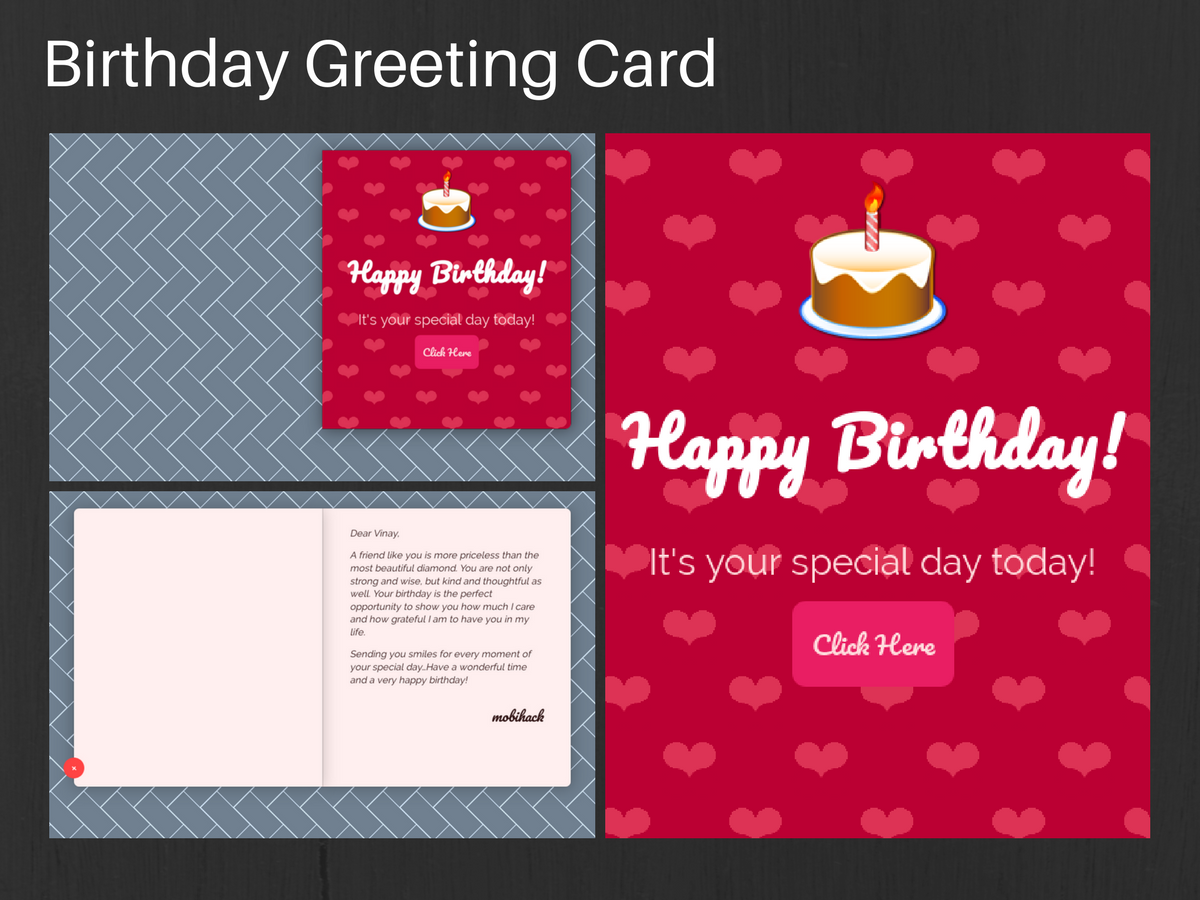 Birthday Greeting Card
Happy Birthday!
It's your special day today!
Click Here
Dear Vinay,
A friend like you is more priceless than the
most beautiful diamond. You are not only
strong and wise, but kind and thoughtful as
well. Your birthday is the perfect
opportunity to show you how much I care
and how grateful I am to have you in my
life.
Sending you smiles for every moment of
your special day...Have a wonderful time
and a very happy birthday!
mobihack
Happy Birthday!
It's your special day today!
Click Here